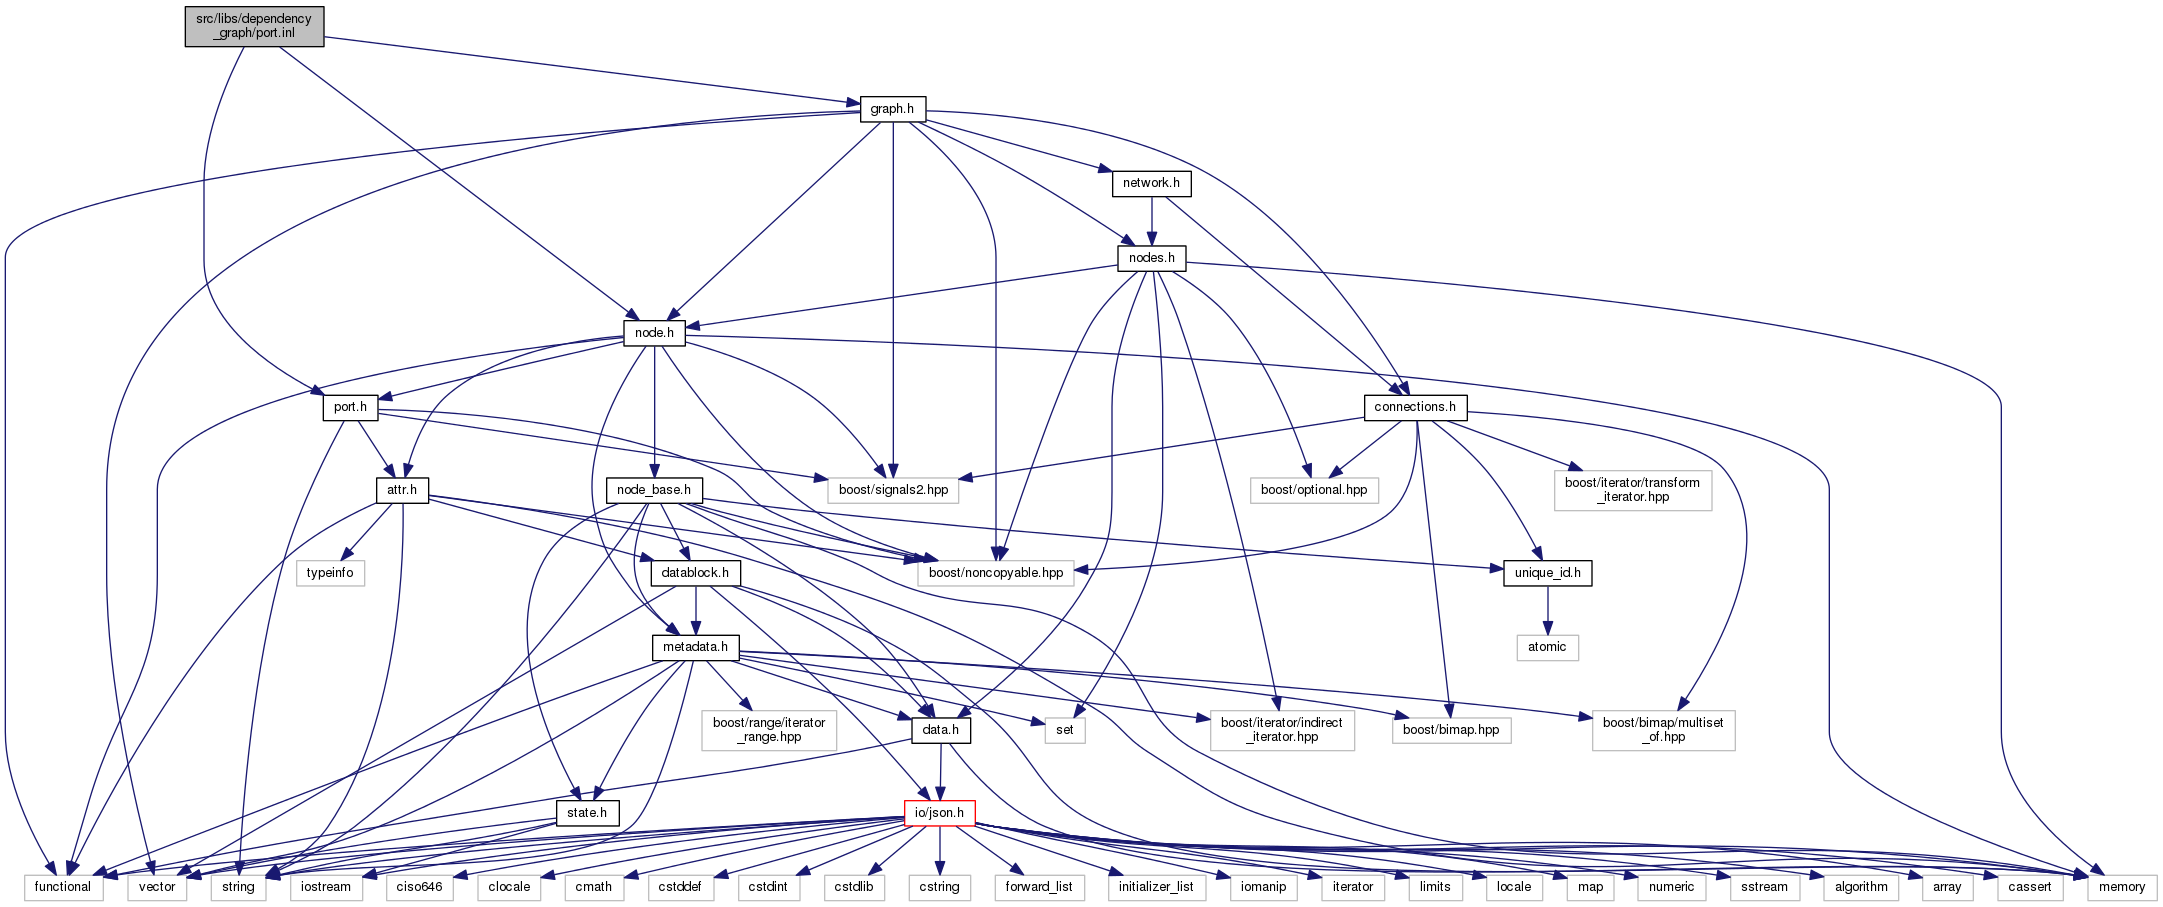 src/libs/dependency
_graph/port.inl
graph.h
network.h
nodes.h
node.h
port.h
connections.h
attr.h
node_base.h
boost/signals2.hpp
boost/optional.hpp
boost/iterator/transform
_iterator.hpp
typeinfo
datablock.h
boost/noncopyable.hpp
unique_id.h
metadata.h
atomic
boost/range/iterator
_range.hpp
data.h
set
boost/iterator/indirect
_iterator.hpp
boost/bimap.hpp
boost/bimap/multiset
_of.hpp
state.h
io/json.h
functional
vector
string
iostream
ciso646
clocale
cmath
cstddef
cstdint
cstdlib
cstring
forward_list
initializer_list
iomanip
iterator
limits
locale
map
numeric
sstream
algorithm
array
cassert
memory